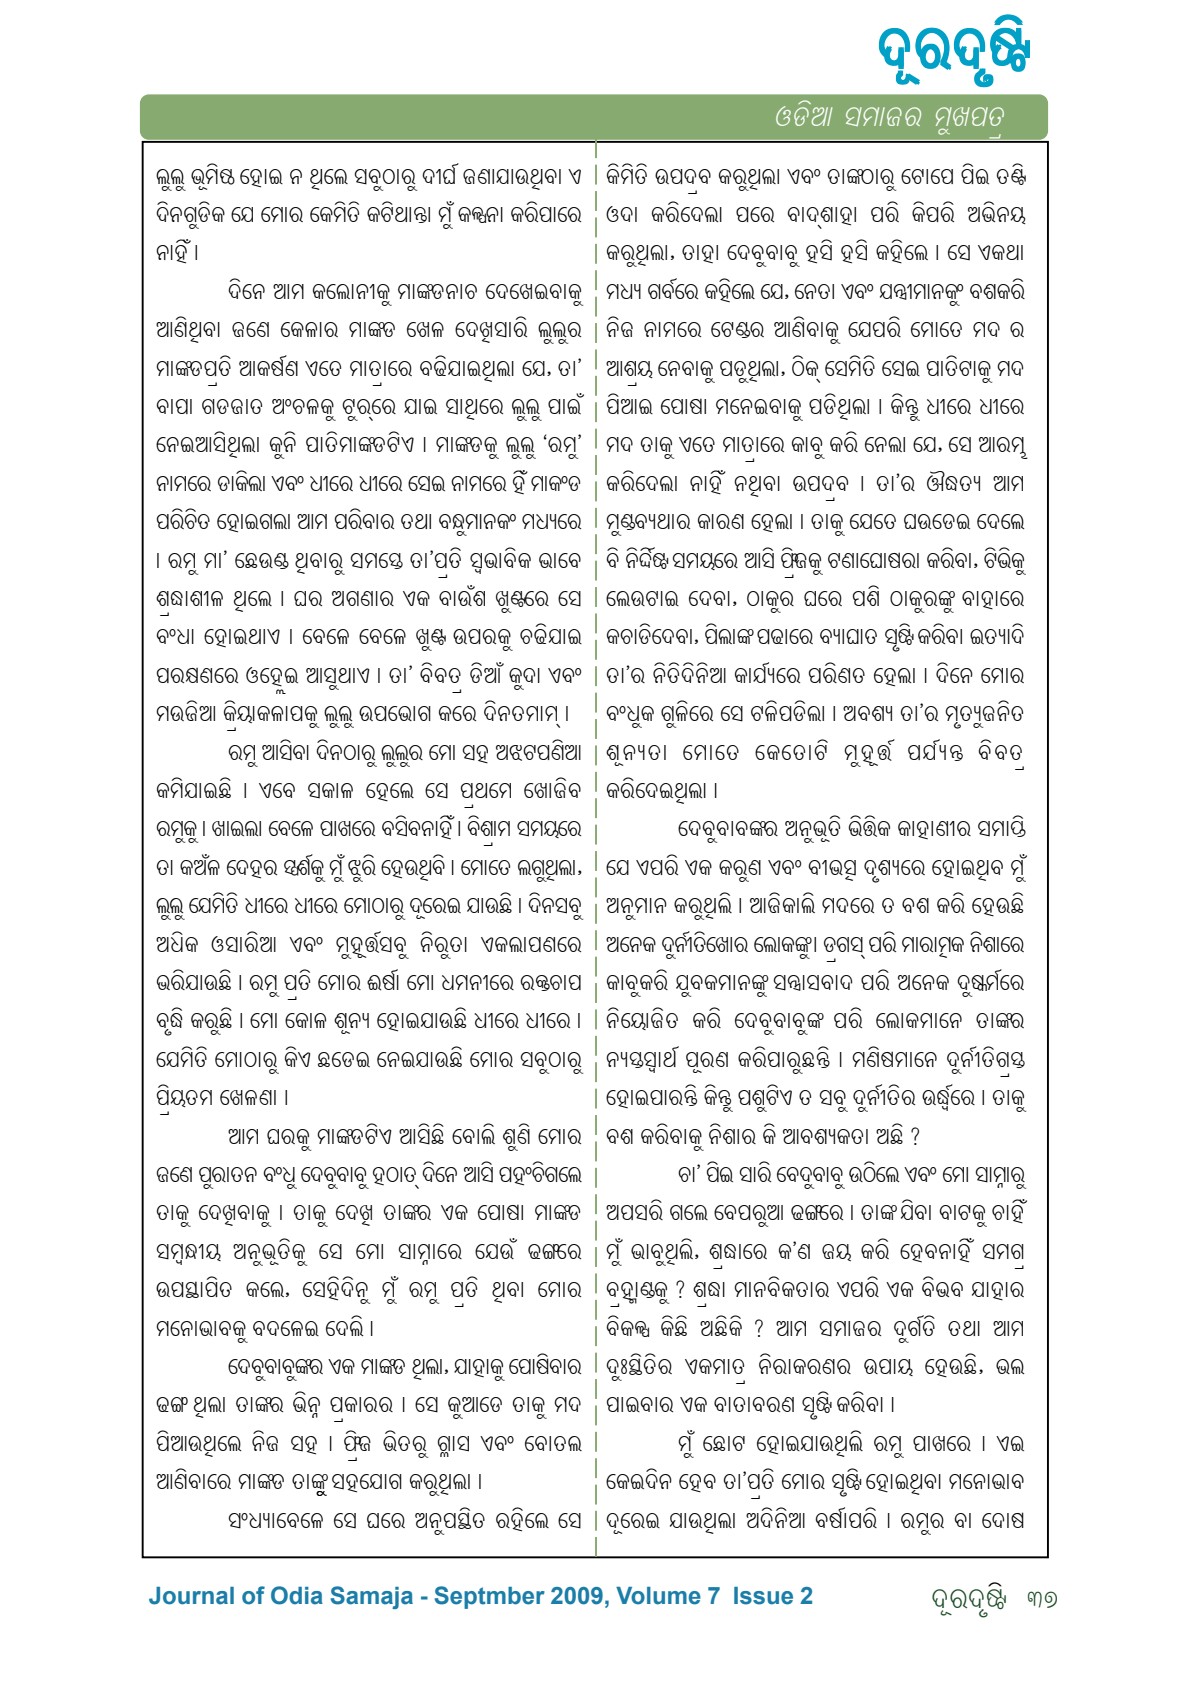 ଦୂରଦୃଷ୍ଟି
ଓଡିଆ ସମାଜର ମୁଖପତ୍ର
ଲୁଲୁ ଭୂମିଷ୍ଠ ହୋଇ ନ ଥିଲେ ସବୁଠାରୁ ଦୀର୍ଘ ଜଣାଯାଉଥିବା ଏ
ଦିନଗୁଡିକ ଯେ ମୋର କେମିତି କଟିଥାନ୍ତା ମୁଁ କଳ୍ପନା କରିପାରେ
ନାହିଁ ।
ଦିନେ ଆମ କଲୋନୀକୁ ମାଙ୍କଡନାଚ ଦେଖେଇବାକୁ
ଆଣିଥିବା ଜଣେ କେଳାର ମାଙ୍କଡ ଖେଳ ଦେଖିସାରି ଲୁଲୁର
ମାଙ୍କଡପ୍ରତି ଆକର୍ଷଣ ଏତେ ମାତ୍ରାରେ ବଢିଯାଇଥିଲା ଯେ, ତା’
ବାପା ଗଡଜାତ ଅଂଚଳକୁ ଟୁର୍‌ରେ ଯାଇ ସାଥିରେ ଲୁଲୁ ପାଇଁ
ନେଇଆସିଥିଲା କୁନି ପାତିମାଙ୍କଡଟିଏ । ମାଙ୍କଡକୁ ଲୁଲୁ ‘ରମୁ’
ନାମରେ ଡାକିଲା ଏବଂ ଧୀରେ ଧୀରେ ସେଇ ନାମରେ ହିଁ ମାକଂଡ
ପରିଚିତ ହୋଇଗଲା ଆମ ପରିବାର ତଥା ବନ୍ଧୁମାନକଂ ମଧ୍ୟରେ
। ରମୁ ମା’ ଛେଉଣ୍ଡ ଥିବାରୁ ସମସ୍ତେ ତା’ପ୍ରତି ସ୍ୱଭାବିକ ଭାବେ
ଶ୍ରଦ୍ଧାଶୀଳ ଥିଲେ । ଘର ଅଗଣାର ଏକ ବାଉଁଶ ଖୁଣ୍ଟରେ ସେ
ବଂଧା ହୋଇଥାଏ । ବେଳେ ବେଳେ ଖୁଣ୍ଟ ଉପରକୁ ଚଢିଯାଇ
ପରକ୍ଷଣରେ ଓହ୍ଲେଇ ଆସୁଥାଏ । ତା’ ବିବତ୍ର ଡିଆଁ କୁଦା ଏବଂ
ମଉଜିଆ କ୍ରିୟାକଳାପକୁ ଲୁଲୁ ଉପଭୋଗ କରେ ଦିନତମାମ୍ ।
ରମୁ ଆସିବା ଦିନଠାରୁ ଲୁଲୁର ମୋ ସହ ଅଝଟପଣିଆ
କମିଯାଇଛି । ଏବେ ସକାଳ ହେଲେ ସେ ପ୍ରଥମେ ଖୋଜିବ
ରମୁକୁ । ଖାଇଲା ବେଳେ ପାଖରେ ବସିବନାହିଁ । ବିଶ୍ରାମ ସମୟରେ
ତା କଅଁଳ ଦେହର ସ୍ପର୍ଶକୁ ମୁଁ ଝୁରି ହେଉଥିବି । ମୋତେ ଲଗୁଥିଲା,
ଲୁଲୁ ଯେମିତି ଧୀରେ ଧୀରେ ମୋଠାରୁ ଦୂରେଇ ଯାଉଛି । ଦିନସବୁ
ଅଧିକ ଓସାରିଆ ଏବଂ ମୁହୂର୍ତ୍ତସବୁ ନିରୁତା ଏକଲାପଣରେ
ଭରିଯାଉଛି । ରମୁ ପ୍ରତି ମୋର ଈର୍ଷା ମୋ ଧମନୀରେ ରକ୍ତଚାପ
ବୃଦ୍ଧି କରୁଛି । ମୋ କୋଳ ଶୂନ୍ୟ ହୋଇଯାଉଛି ଧୀରେ ଧୀରେ ।
ଯେମିତି ମୋଠାରୁ କିଏ ଛଡେଇ ନେଇଯାଉଛି ମୋର ସବୁଠାରୁ
ପ୍ରିୟତମ ଖେଳଣା ।
ଆମ ଘରକୁ ମାଙ୍କଡଟିଏ ଆସିଛି ବୋଲି ଶୁଣି ମୋର
ଜଣେ ପୁରାତନ ବଂଧୁ ଦେବୁବାବୁ ହଠାତ୍ ଦିନେ ଆସି ପହଂଚିଗଲେ
ତାକୁ ଦେଖିବାକୁ । ତାକୁ ଦେଖି ତାଙ୍କର ଏକ ପୋଷା ମାଙ୍କଡ
ସମ୍ବନ୍ଧୀୟ ଅନୁଭୂତିକୁ ସେ ମୋ ସାମ୍ନାରେ ଯେଉଁ ଢଙ୍ଗରେ
ଉପସ୍ଥାପିତ କଲେ, ସେହିଦିନୁ ମୁଁ ରମୁ ପ୍ରତି ଥିବା ମୋର
ମନୋଭାବକୁ ବଦଳେଇ ଦେଲି ।
ଦେବୁବାବୁଙ୍କର ଏକ ମାଙ୍କଡ ଥିଲା, ଯାହାକୁ ପୋଷିବାର
ଢଙ୍ଗ ଥିଲା ତାଙ୍କର ଭିନ୍ନ ପ୍ରକାରର । ସେ କୁଆଡେ ତାକୁ ମଦ
ପିଆଉଥିଲେ ନିଜ ସହ । ଫ୍ରିଜ ଭିତରୁ ଗ୍ଲାସ ଏବଂ ବୋତଲ
ଆଣିବାରେ ମାଙ୍କଡ ତାଙ୍କୁ ସହଯୋଗ କରୁଥିଲା ।
ସଂଧ୍ୟାବେଳେ ସେ ଘରେ ଅନୁପସ୍ଥିତ ରହିଲେ ସେ
କିମିତି ଉପଦ୍ରବ କରୁଥିଲା ଏବଂ ତାଙ୍କଠାରୁ ଟୋପେ ପିଇ ତଣ୍ଟି
ଓଦା କରିଦେଲା ପରେ ବାଦ୍‌ଶାହା ପରି କିପରି ଅଭିନୟ
କରୁଥିଲା, ତାହା ଦେବୁବାବୁ ହସି ହସି କହିଲେ । ସେ ଏକଥା
ମଧ୍ୟ ଗର୍ବରେ କହିଲେ ଯେ, ନେତା ଏବଂ ଯନ୍ତ୍ରୀମାନକୁଂ ବଶକରି
ନିଜ ନାମରେ ଟେଣ୍ଡର ଆଣିବାକୁ ଯେପରି ମୋତେ ମଦ ର
ଆଶ୍ରୟ ନେବାକୁ ପଡୁଥିଲା, ଠିକ୍ ସେମିତି ସେଇ ପାତିଟାକୁ ମଦ
ପିଆଇ ପୋଷା ମନେଇବାକୁ ପଡିଥିଲା । କିନ୍ତୁ ଧୀରେ ଧୀରେ
ମଦ ତାକୁ ଏତେ ମାତ୍ରାରେ କାବୁ କରି ନେଲା ଯେ, ସେ ଆରମ୍ଭ
କରିଦେଲା ନାହିଁ ନଥିବା ଉପଦ୍ରବ । ତା’ର ଔଦ୍ଧତ୍ୟ ଆମ
ମୁଣ୍ଡବ୍ୟଥାର କାରଣ ହେଲା । ତାକୁ ଯେତେ ଘଉଡେଇ ଦେଲେ
ବି ନିର୍ଦ୍ଦିଷ୍ଟ ସମୟରେ ଆସି ଫ୍ରିଜକୁ ଟଣାଘୋଷରା କରିବା, ଟିଭିକୁ
ଲେଉଟାଇ ଦେବା, ଠାକୁର ଘରେ ପଶି ଠାକୁରଙ୍କୁ ବାହାରେ
କଚାଡିଦେବା, ପିଲାଙ୍କ ପଢାରେ ବ୍ୟାଘାତ ସୃଷ୍ଟି କରିବା ଇତ୍ୟାଦି
ତା’ର ନିତିଦିନିଆ କାର୍ଯ୍ୟରେ ପରିଣତ ହେଲା । ଦିନେ ମୋର
ବଂଧୁକ ଗୁଳିରେ ସେ ଟଳିପଡିଲା । ଅବଶ୍ୟ ତା’ର ମୃତ୍ୟୁଜନିତ
ଶୂନ୍ୟତା ମୋତେ କେତୋଟି ମୁହୂର୍ତ୍ତ ପର୍ଯ୍ୟନ୍ତ ବିବତ୍ର
କରିଦେଇଥିଲା ।
ଦେବୁବାବଙ୍କର ଅନୁଭୂତି ଭିତ୍ତିକ କାହାଣୀର ସମାପ୍ତି
ଯେ ଏପରି ଏକ କରୁଣ ଏବଂ ବୀଭତ୍ସ ଦୃଶ୍ୟରେ ହୋଇଥିବ ମୁଁ
ଅନୁମାନ କରୁଥିଲି । ଆଜିକାଲି ମଦରେ ତ ବଶ କରି ହେଉଛି
ଅନେକ ଦୁର୍ନୀତିଖୋର ଲୋକଙ୍କୁ। ଡ୍ରଗସ୍ ପରି ମାରାତ୍ମକ ନିଶାରେ
କାବୁକରି ଯୁବକମାନଙ୍କୁ ସନ୍ତ୍ରାସବାଦ ପରି ଅନେକ ଦୁଷ୍କର୍ମରେ
ନିୟୋଜିତ କରି ଦେବୁବାବୁଙ୍କ ପରି ଲୋକମାନେ ତାଙ୍କର
ନ୍ୟସ୍ତସ୍ୱାର୍ଥ ପୂରଣ କରିପାରୁଛନ୍ତି । ମଣିଷମାନେ ଦୁର୍ନୀତିଗ୍ରସ୍ତ
ହୋଇପାରନ୍ତି କିନ୍ତୁ ପଶୁଟିଏ ତ ସବୁ ଦୁର୍ନୀତିର ଉର୍ଦ୍ଧ୍ୱରେ । ତାକୁ
ବଶ କରିବାକୁ ନିଶାର କି ଆବଶ୍ୟକତା ଅଛି ?
ଚା’ ପିଇ ସାରି ବେଦୁବାବୁ ଉଠିଲେ ଏବଂ ମୋ ସାମ୍ନାରୁ
ଅପସରି ଗଲେ ବେପରୁଆ ଢଙ୍ଗରେ । ତାଙ୍କ ଯିବା ବାଟକୁ ଚାହିଁ
ମୁଁ ଭାବୁଥିଲି, ଶ୍ରଦ୍ଧାରେ କ’ଣ ଜୟ କରି ହେବନାହିଁ ସମଗ୍ର
ବ୍ରହ୍ମାଣ୍ଡକୁ ? ଶ୍ରଦ୍ଧା ମାନବିକତାର ଏପରି ଏକ ବିଭବ ଯାହାର
ବିକଳ୍ପ କିଛି ଅଛିକି ? ଆମ ସମାଜର ଦୁର୍ଗତି ତଥା ଆମ
ଦୁଃସ୍ଥିତିର ଏକମାତ୍ର ନିରାକରଣର ଉପାୟ ହେଉଛି, ଭଲ
ପାଇବାର ଏକ ବାତାବରଣ ସୃଷ୍ଟି କରିବା ।
ମୁଁ ଛୋଟ ହୋଇଯାଉଥିଲି ରମୁ ପାଖରେ । ଏଇ
କେଇଦିନ ହେବ ତା’ପ୍ରତି ମୋର ସୃଷ୍ଟି ହୋଇଥିବା ମନୋଭାବ
ଦୂରେଇ ଯାଉଥିଲା ଅଦିନିଆ ବର୍ଷାପରି । ରମୁର ବା ଦୋଷ
Journal of Odia Samaja - Septmber 2009, Volume 7 Issue 2
ଦୂରଦୃଷ୍ଟି ୩୭